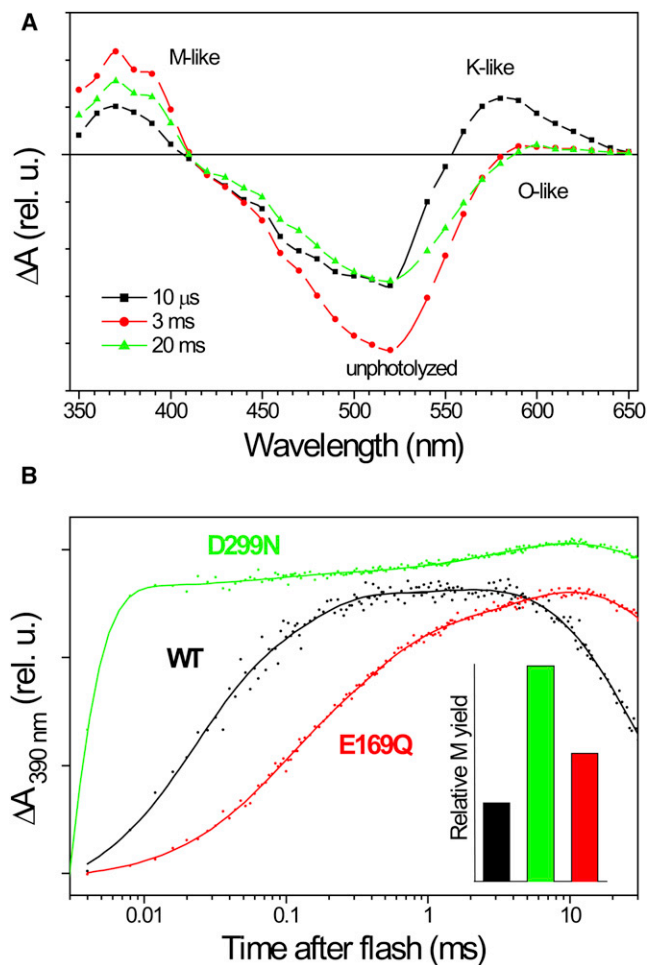 A
M-like
K-like
O-like
ΔA (rel. u.)
10 μs
3 ms
20 ms
unphotolyzed
350 400 450 500 550 600 650
Wavelength (nm)
B
D299N
WT
E169Q
ΔA390 nm (rel. u.)
Relative M yield
0.01 0.1 1 10
Time after flash (ms)